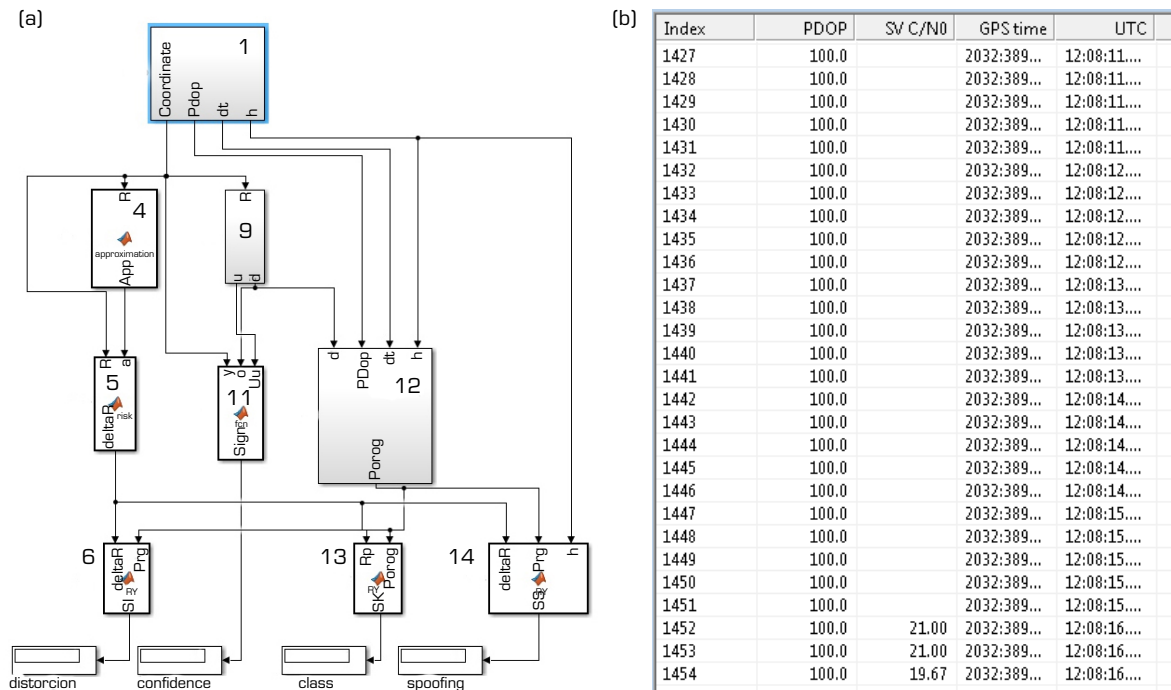 (a)
1
Coordinate
Pdop
dt
h
R
4
approximation
App
R
9
u
d
R
a
5
risk
deltaR
y
o
Uu
11
fcn
Sign
d
PDop
dt
h
12
Porog
6
deltaR
Prg
RY
SI
13
Rp
Porog
RY
SK
14
deltaR
Prg
h
RY
SS
distorcion
confidence
class
spoofing
(b)
Index PDOP SV C/N0 GPS time UTC
1427 100.0 2032:389... 12:08:11....
1428 100.0 2032:389... 12:08:11....
1429 100.0 2032:389... 12:08:11....
1430 100.0 2032:389... 12:08:11....
1431 100.0 2032:389... 12:08:11....
1432 100.0 2032:389... 12:08:12....
1433 100.0 2032:389... 12:08:12....
1434 100.0 2032:389... 12:08:12....
1435 100.0 2032:389... 12:08:12....
1436 100.0 2032:389... 12:08:12....
1437 100.0 2032:389... 12:08:13....
1438 100.0 2032:389... 12:08:13....
1439 100.0 2032:389... 12:08:13....
1440 100.0 2032:389... 12:08:13....
1441 100.0 2032:389... 12:08:13....
1442 100.0 2032:389... 12:08:14....
1443 100.0 2032:389... 12:08:14....
1444 100.0 2032:389... 12:08:14....
1445 100.0 2032:389... 12:08:14....
1446 100.0 2032:389... 12:08:14....
1447 100.0 2032:389... 12:08:15....
1448 100.0 2032:389... 12:08:15....
1449 100.0 2032:389... 12:08:15....
1450 100.0 2032:389... 12:08:15....
1451 100.0 2032:389... 12:08:15....
1452 100.0 21.00 2032:389... 12:08:16....
1453 100.0 21.00 2032:389... 12:08:16....
1454 100.0 19.67 2032:389... 12:08:16....